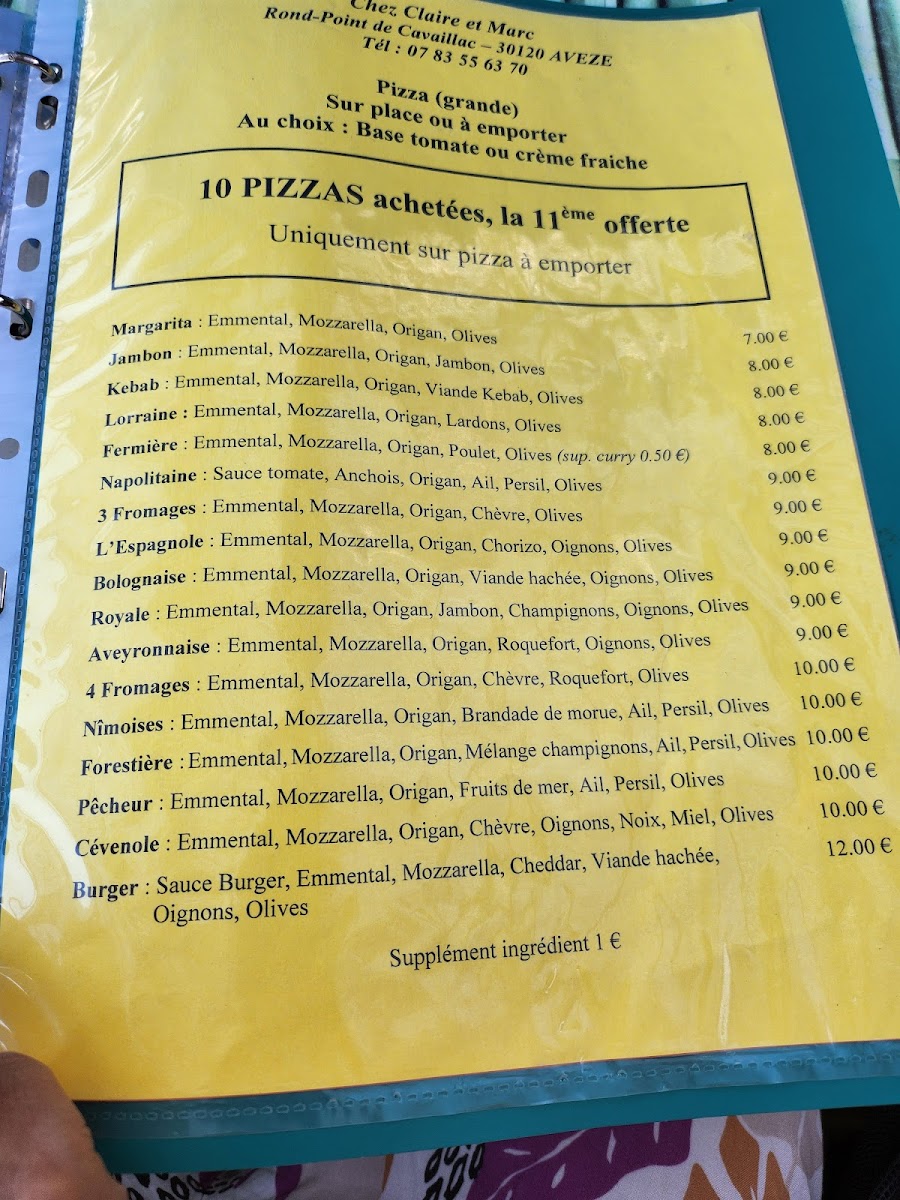 Chez Claire et Marc
Rond-Point de Cavaillac – 30120 AVEZE
Tél : 07 83 55 63 70
Pizza (grande)
Sur place ou à emporter
Au choix : Base tomate ou crème fraiche
10 PIZZAS achetées, la 11ème offerte
Uniquement sur pizza à emporter
Margarita : Emmental, Mozzarella, Origan, Olives 7.00 €
Jambon : Emmental, Mozzarella, Origan, Jambon, Olives 8.00 €
Kebab : Emmental, Mozzarella, Origan, Viande Kebab, Olives 8.00 €
Lorraine : Emmental, Mozzarella, Origan, Lardons, Olives 8.00 €
Fermière : Emmental, Mozzarella, Origan, Poulet, Olives (sup. curry 0.50 €) 8.00 €
Napolitaine : Sauce tomate, Anchois, Origan, Ail, Persil, Olives 9.00 €
3 Fromages : Emmental, Mozzarella, Origan, Chèvre, Olives 9.00 €
L'Espagnole : Emmental, Mozzarella, Origan, Chorizo, Oignons, Olives 9.00 €
Bolognaise : Emmental, Mozzarella, Origan, Viande hachée, Oignons, Olives 9.00 €
Royale : Emmental, Mozzarella, Origan, Jambon, Champignons, Oignons, Olives 9.00 €
Aveyronnaise : Emmental, Mozzarella, Origan, Roquefort, Oignons, Olives 9.00 €
4 Fromages : Emmental, Mozzarella, Origan, Chèvre, Roquefort, Olives 10.00 €
Nîmoises : Emmental, Mozzarella, Origan, Brandade de morue, Ail, Persil, Olives 10.00 €
Forestière : Emmental, Mozzarella, Origan, Mélange champignons, Ail, Persil, Olives 10.00 €
Pêcheur : Emmental, Mozzarella, Origan, Fruits de mer, Ail, Persil, Olives 10.00 €
Cévenole : Emmental, Mozzarella, Origan, Chèvre, Oignons, Noix, Miel, Olives 10.00 €
Burger : Sauce Burger, Emmental, Mozzarella, Cheddar, Viande hachée, 12.00 €
Oignons, Olives
Supplément ingrédient 1 €